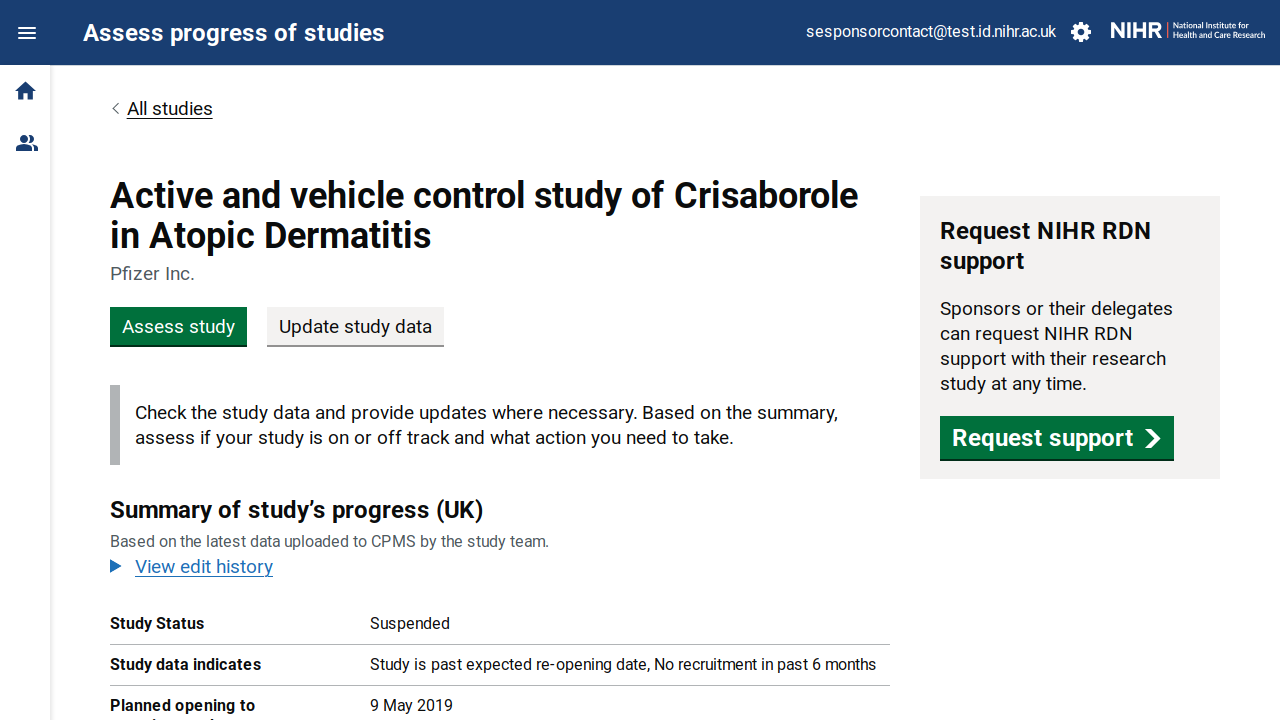 Assess progress of studies
sesponsorcontact@test.id.nihr.ac.uk
NIHR
National Institute for
Health and Care Research
All studies
Active and vehicle control study of Crisaborole
in Atopic Dermatitis
Pfizer Inc.
Assess study
Update study data
Check the study data and provide updates where necessary. Based on the summary,
assess if your study is on or off track and what action you need to take.
Summary of study’s progress (UK)
Based on the latest data uploaded to CPMS by the study team.
View edit history
Study Status
Suspended
Study data indicates
Study is past expected re-opening date, No recruitment in past 6 months
Planned opening to
9 May 2019
Request NIHR RDN
support
Sponsors or their delegates
can request NIHR RDN
support with their research
study at any time.
Request support